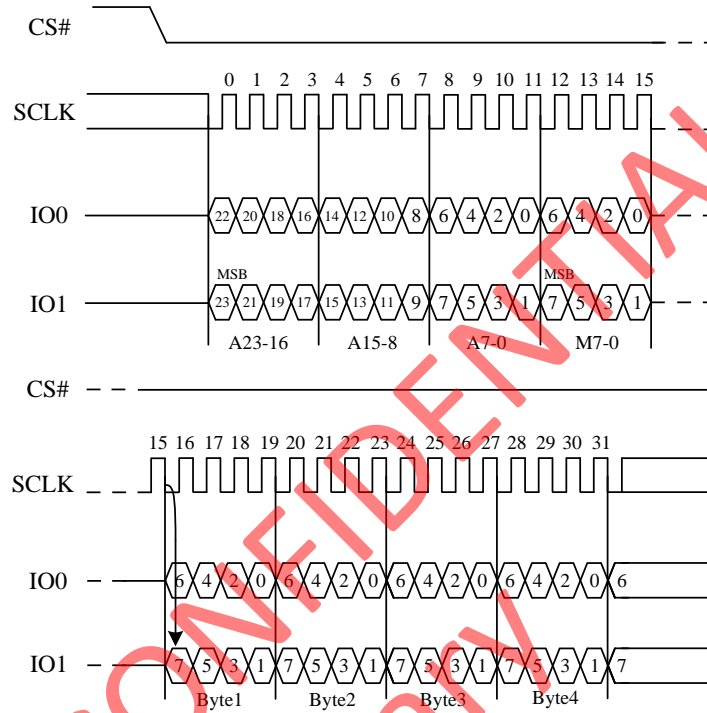 CS#
0 1 2 3 4 5 6 7 8 9 10 11 12 13 14 15
SCLK
IO0 22 20 18 16 14 12 10 8 6 4 2 0 6 4 2 0
MSB MSB
IO1 23 21 19 17 15 13 11 9 7 5 3 1 7 5 3 1
A23-16 A15-8 A7-0 M7-0
CS#
15 16 17 18 19 20 21 22 23 24 25 26 27 28 29 30 31
SCLK
IO0 6 4 2 0 6 4 2 0 6 4 2 0 6 4 2 0 6
IO1 7 5 3 1 7 5 3 1 7 5 3 1 7 5 3 1 7
Byte1 Byte2 Byte3 Byte4
CONFIDENTIAL